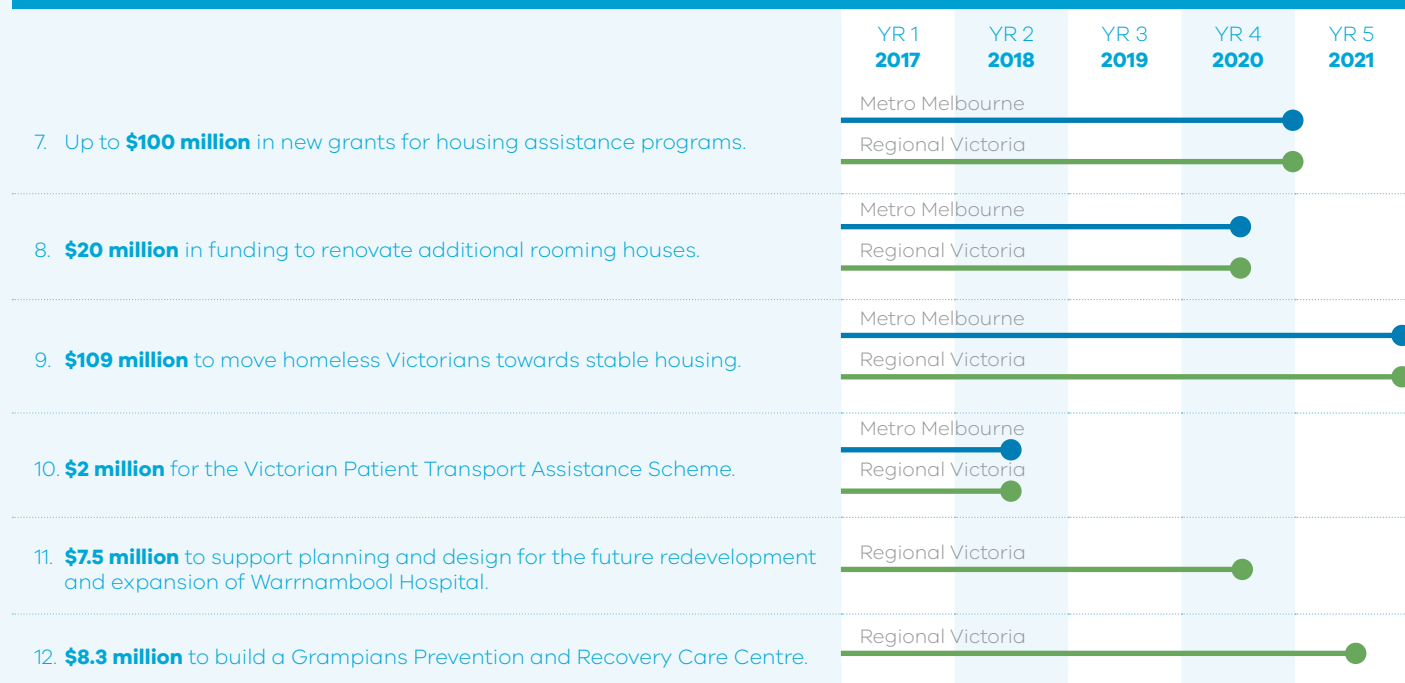 YR 1 YR 2 YR 3 YR 4 YR 5
2017 2018 2019 2020 2021
Metro Melbourne
7. Up to $100 million in new grants for housing assistance programs.
Regional Victoria
Metro Melbourne
8. $20 million in funding to renovate additional rooming houses.
Regional Victoria
Metro Melbourne
9. $109 million to move homeless Victorians towards stable housing.
Regional Victoria
Metro Melbourne
10. $2 million for the Victorian Patient Transport Assistance Scheme.
Regional Victoria
11. $7.5 million to support planning and design for the future redevelopment
and expansion of Warrnambool Hospital.
Regional Victoria
12. $8.3 million to build a Grampians Prevention and Recovery Care Centre.
Regional Victoria